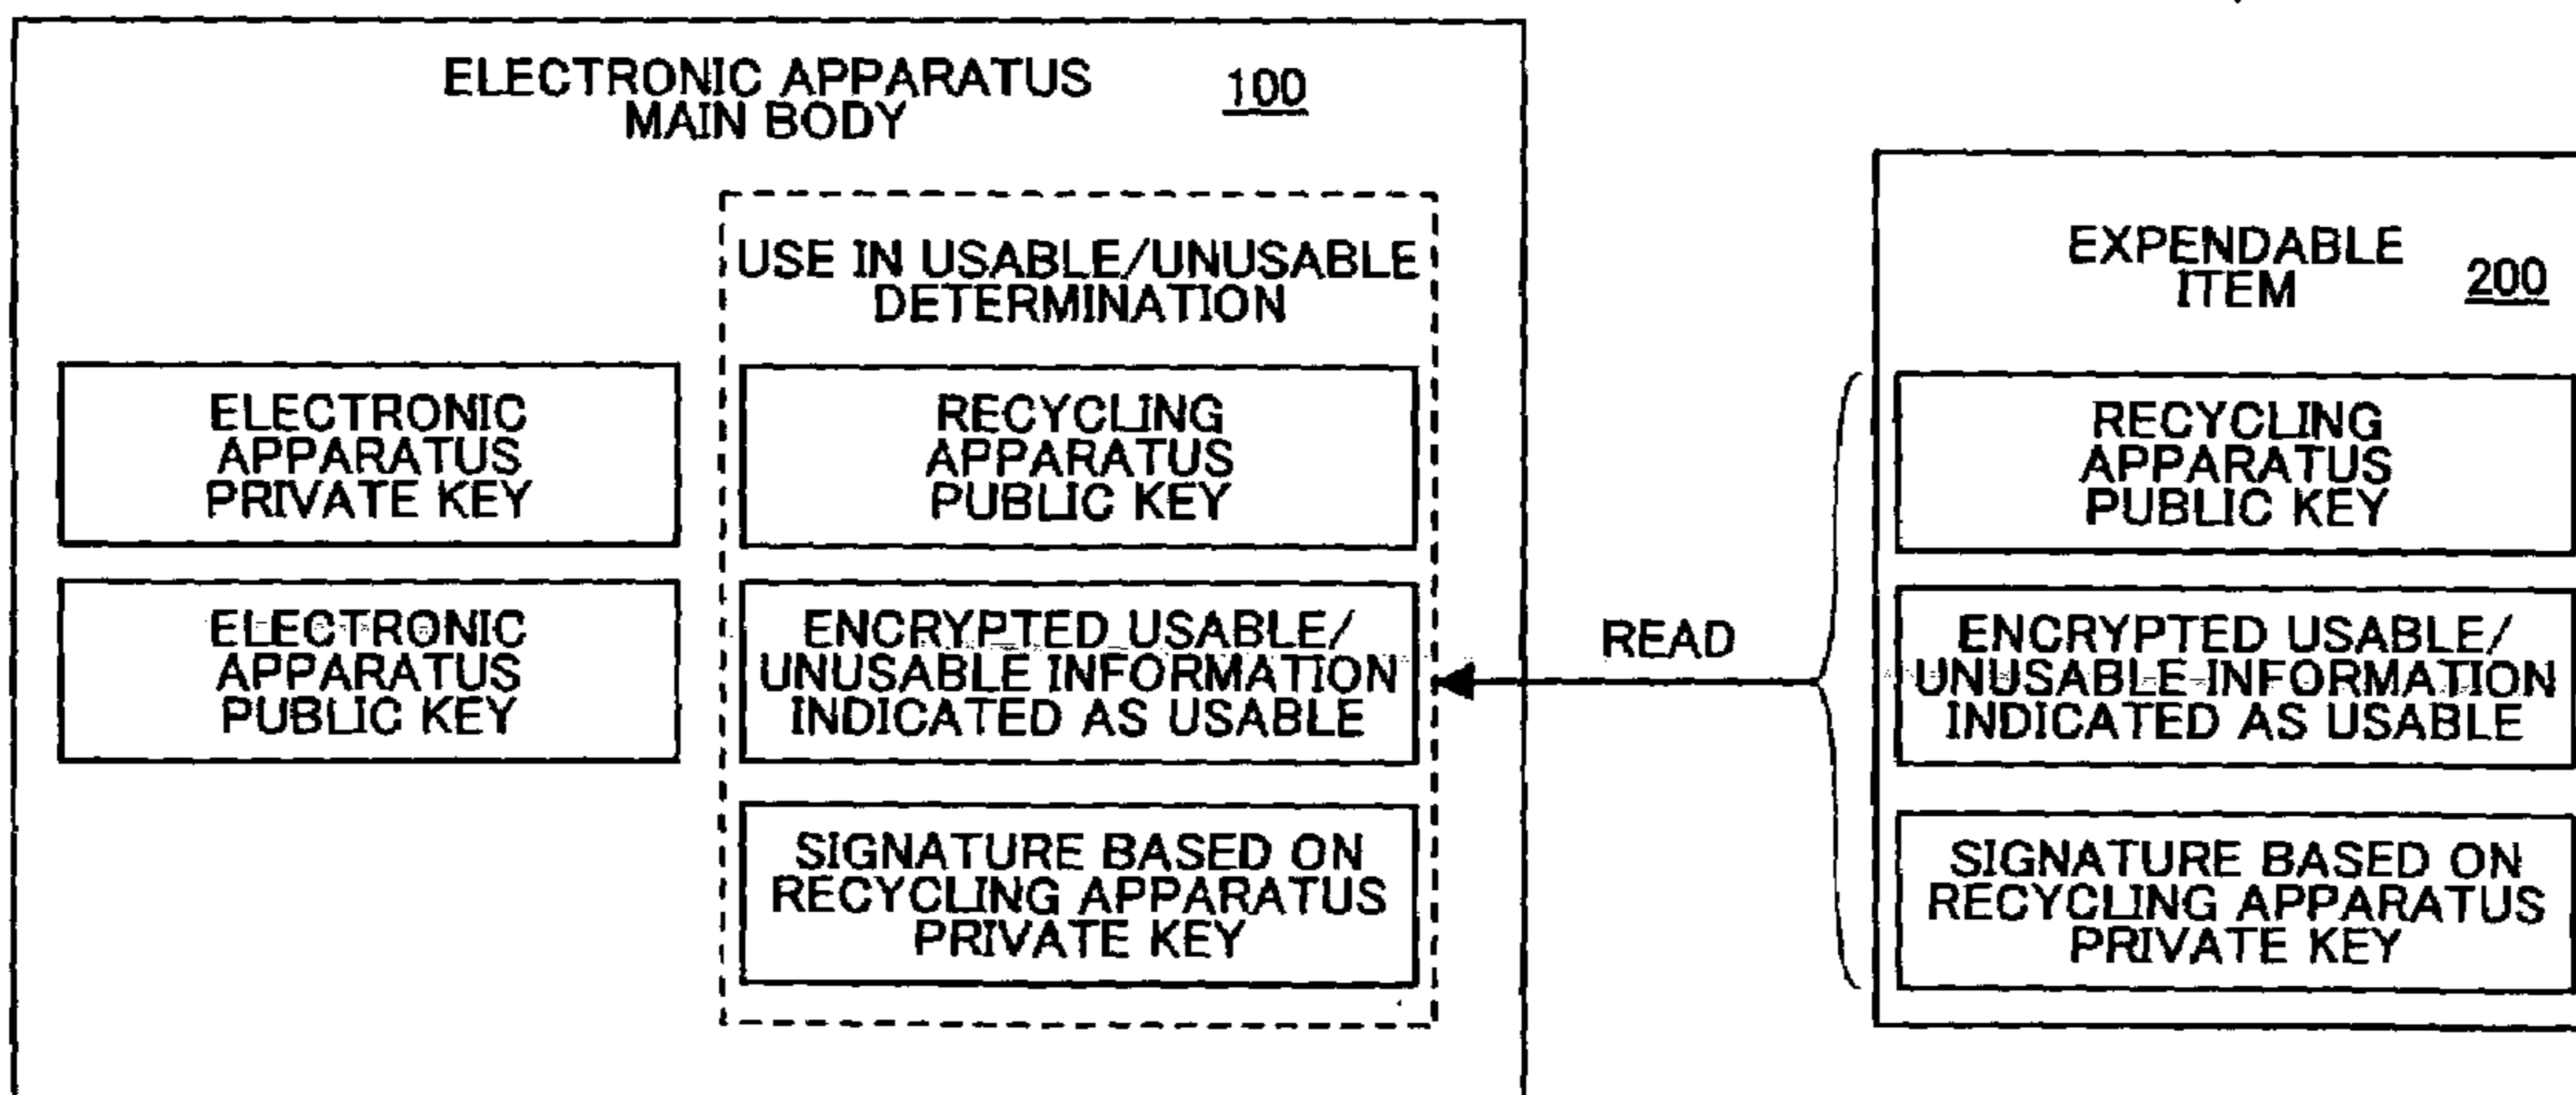 ELECTRONIC APPARATUS
MAIN BODY
100
USE IN USABLE/UNUSABLE
DETERMINATION
ELECTRONIC
APPARATUS
PRIVATE KEY
RECYCLING
APPARATUS
PUBLIC KEY
ELECTRONIC
APPARATUS
PUBLIC KEY
ENCRYPTED USABLE/
UNUSABLE INFORMATION
INDICATED AS USABLE
SIGNATURE BASED ON
RECYCLING APPARATUS
PRIVATE KEY
READ
EXPENDABLE
ITEM
200
RECYCLING
APPARATUS
PUBLIC KEY
ENCRYPTED USABLE/
UNUSABLE INFORMATION
INDICATED AS USABLE
SIGNATURE BASED ON
RECYCLING APPARATUS
PRIVATE KEY